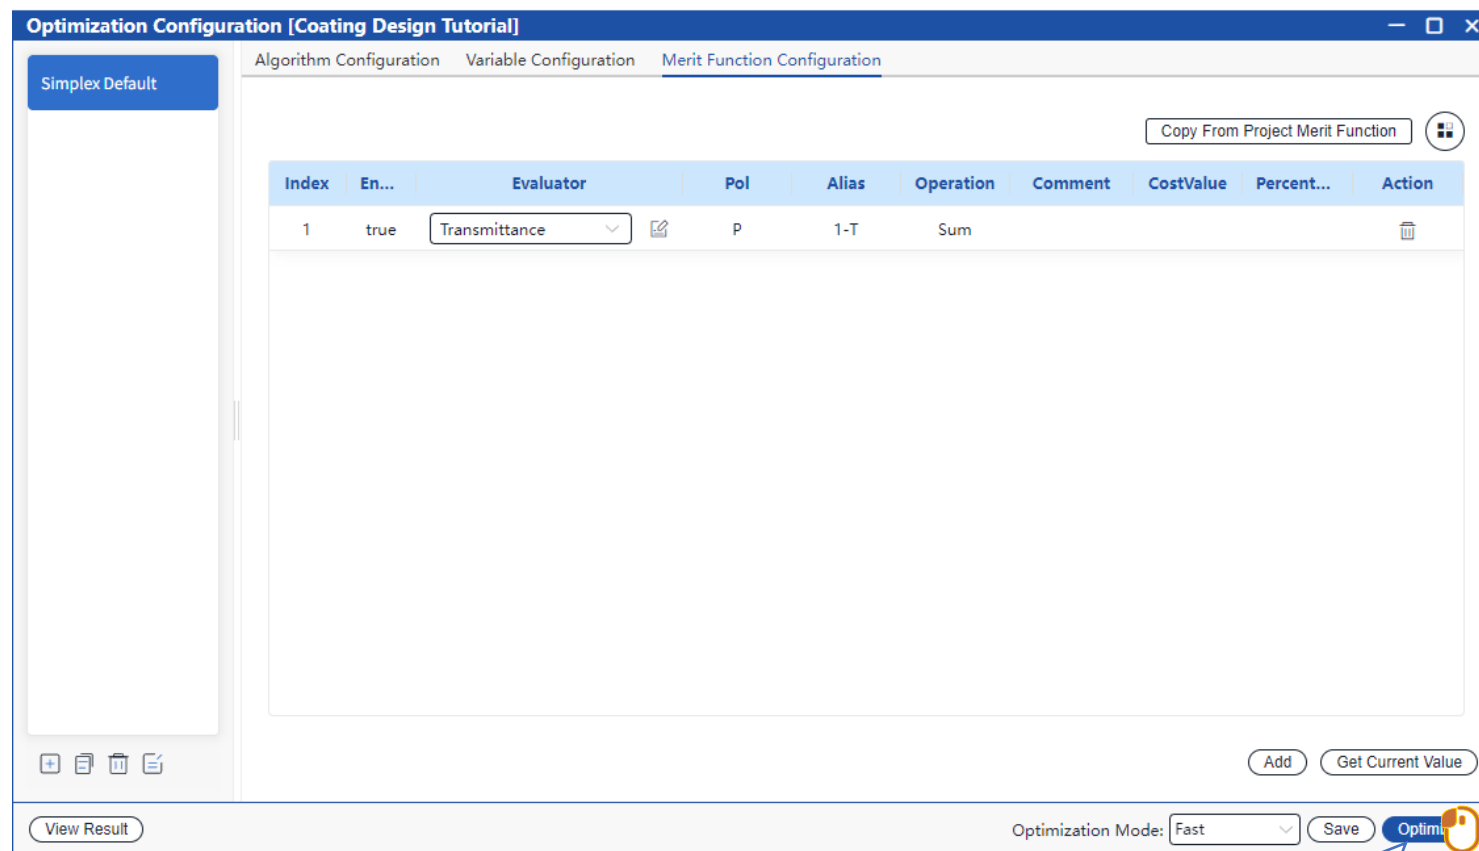 Optimization Configuration [Coating Design Tutorial]
Simplex Default
Algorithm Configuration Variable Configuration Merit Function Configuration
Copy From Project Merit Function
Index En... Evaluator Pol Alias Operation Comment CostValue Percent... Action
1 true Transmittance P 1-T Sum
Add Get Current Value
View Result Optimization Mode: Fast Save Optimi